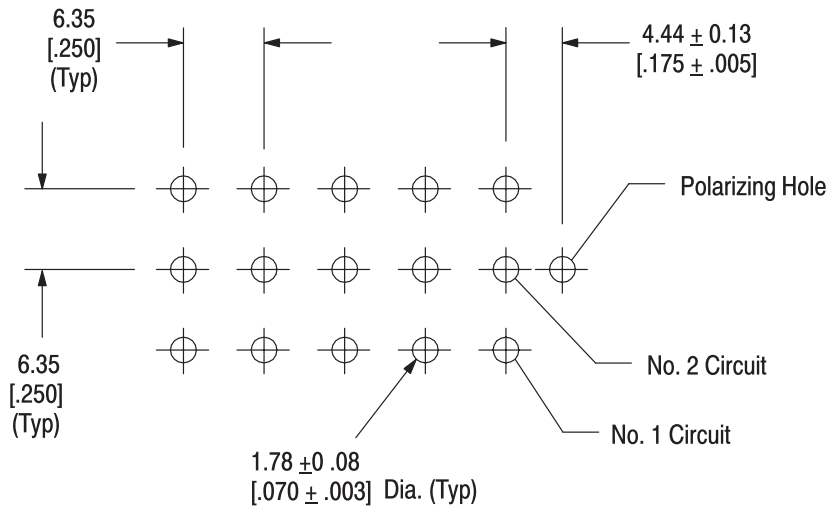 6.35
[.250]
(Typ)
4.44 ± 0.13
[.175 ± .005]
Polarizing Hole
6.35
[.250]
(Typ)
No. 2 Circuit
No. 1 Circuit
1.78 ±0 .08
[.070 ± .003] Dia. (Typ)